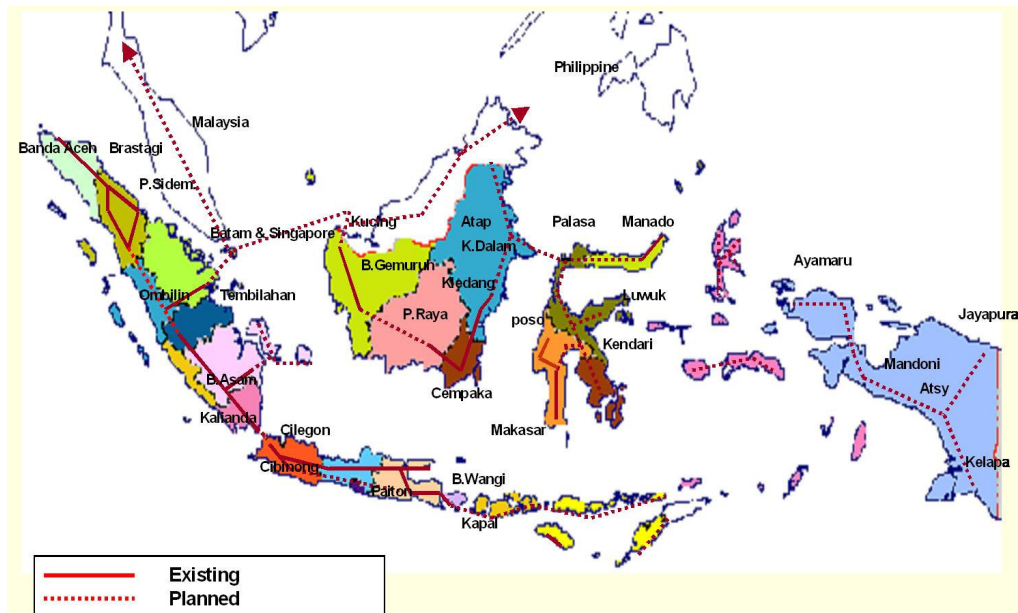 Philippine
Malaysia
Banda Aceh
Brastagi
P.Sidem
Batam & Singapore
Kucing
Atap
Palasa
Manado
K.Dalam
B.Gemuruh
Ayamaru
Ombilin
Tembilahan
Kledang
Luwuk
P.Raya
poso
Jayapura
Kendari
Mandoni
B.Asam
Atsy
Cempaka
Kalianda
Makasar
Cilegon
Cibinong
Kelapa
Paiton
B.Wangi
Kapal
Existing
Planned